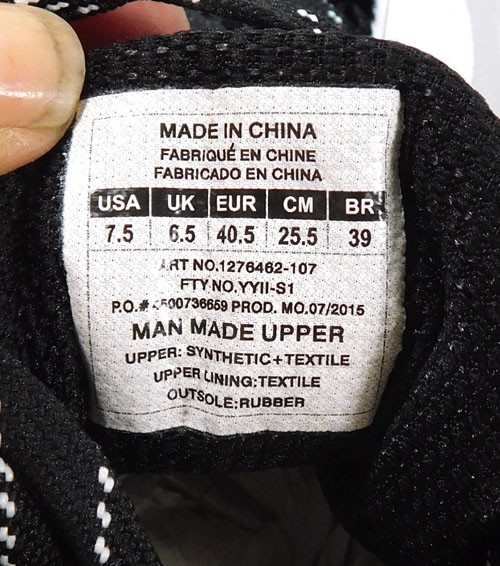 MADE IN CHINA
FABRIQUÉ EN CHINE
FABRICADO EN CHINA
USA UK EUR CM BR
7.5 6.5 40.5 25.5 39
ART NO.1276462-107
FTY NO.YYII-S1
P.O.# 4500736659 PROD. MO.07/2015
MAN MADE UPPER
UPPER: SYNTHETIC+TEXTILE
UPPER LINING:TEXTILE
OUTSOLE:RUBBER